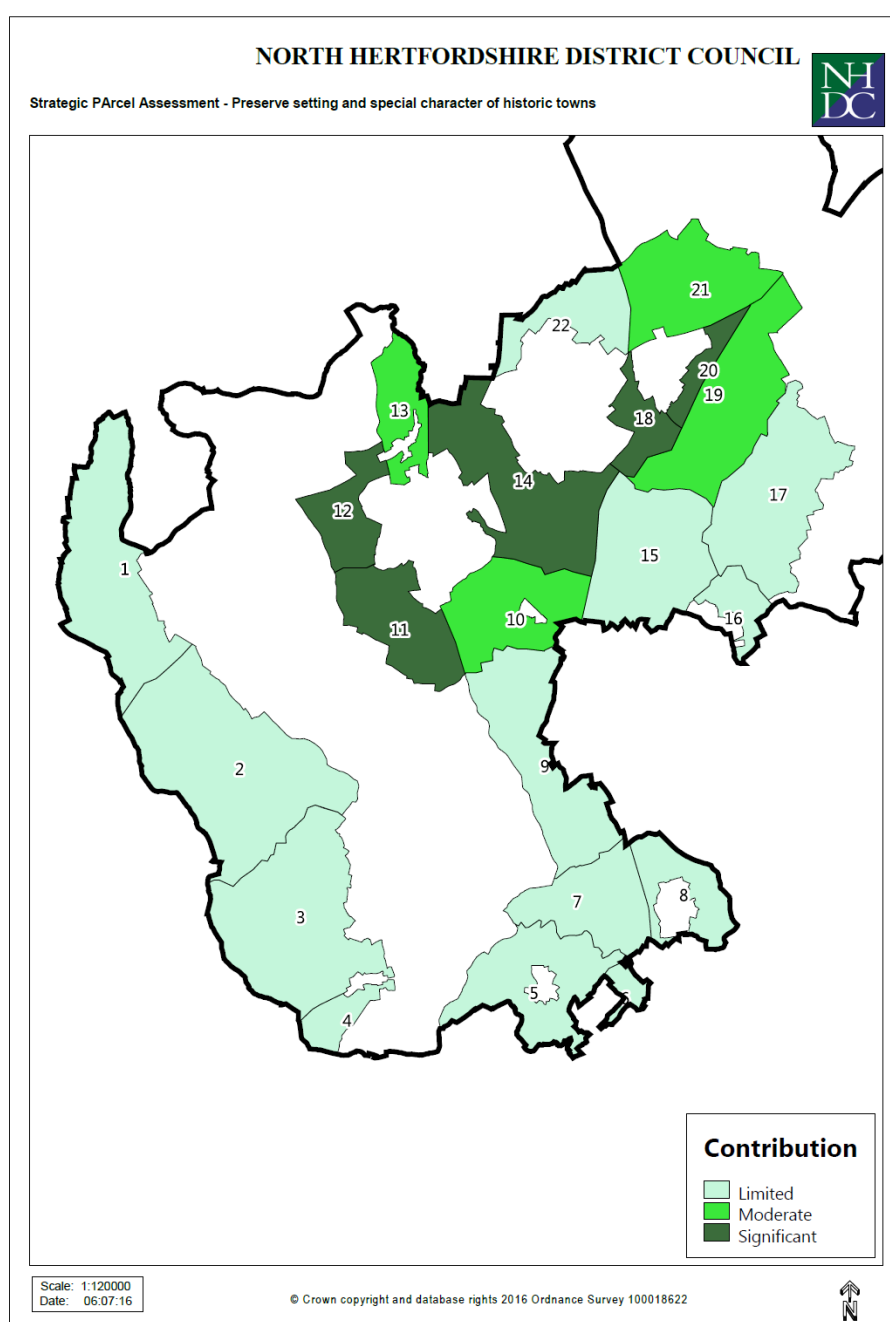 NORTH HERTFORDSHIRE DISTRICT COUNCIL
NH
DC
Strategic PArcel Assessment - Preserve setting and special character of historic towns
21
22
20
19
13
18
14
17
12
15
1
16
10
11
9
2
8
7
3
5
6
4
Contribution
Limited
Moderate
Significant
Scale: 1:120000
Date: 06:07:16
© Crown copyright and database rights 2016 Ordnance Survey 100018622
N